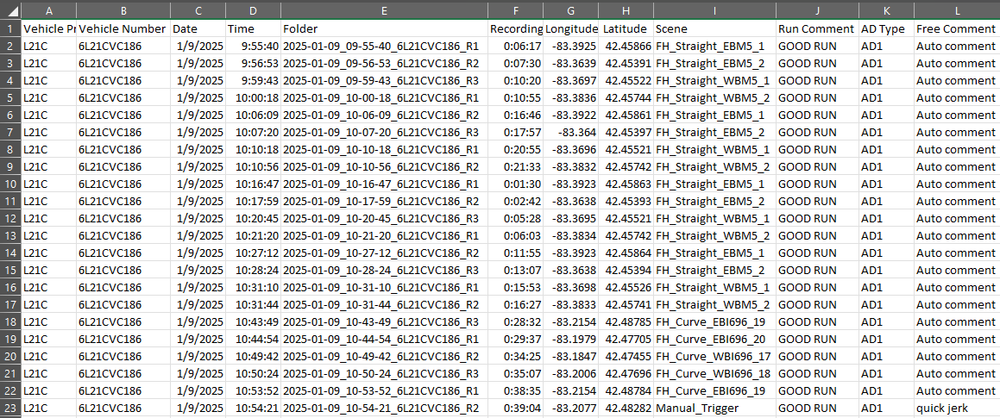 A B C D E F G H I J K L
1 Vehicle Pr Vehicle Number Date Time Folder Recording Longitude Latitude Scene Run Comment AD Type Free Comment
2 L21C 6L21CVC186 1/9/2025 9:55:40 2025-01-09_09-55-40_6L21CVC186_R1 0:06:17 -83.3925 42.45866 FH_Straight_EBM5_1 GOOD RUN AD1 Auto comment
3 L21C 6L21CVC186 1/9/2025 9:56:53 2025-01-09_09-56-53_6L21CVC186_R2 0:07:30 -83.3639 42.45391 FH_Straight_EBM5_2 GOOD RUN AD1 Auto comment
4 L21C 6L21CVC186 1/9/2025 9:59:43 2025-01-09_09-59-43_6L21CVC186_R3 0:10:20 -83.3697 42.45522 FH_Straight_WBM5_1 GOOD RUN AD1 Auto comment
5 L21C 6L21CVC186 1/9/2025 10:00:18 2025-01-09_10-00-18_6L21CVC186_R1 0:10:55 -83.3836 42.45744 FH_Straight_WBM5_2 GOOD RUN AD1 Auto comment
6 L21C 6L21CVC186 1/9/2025 10:06:09 2025-01-09_10-06-09_6L21CVC186_R2 0:16:46 -83.3922 42.45861 FH_Straight_EBM5_1 GOOD RUN AD1 Auto comment
7 L21C 6L21CVC186 1/9/2025 10:07:20 2025-01-09_10-07-20_6L21CVC186_R3 0:17:57 -83.364 42.45397 FH_Straight_EBM5_2 GOOD RUN AD1 Auto comment
8 L21C 6L21CVC186 1/9/2025 10:10:18 2025-01-09_10-10-18_6L21CVC186_R1 0:20:55 -83.3696 42.45521 FH_Straight_WBM5_1 GOOD RUN AD1 Auto comment
9 L21C 6L21CVC186 1/9/2025 10:10:56 2025-01-09_10-10-56_6L21CVC186_R2 0:21:33 -83.3832 42.45742 FH_Straight_WBM5_2 GOOD RUN AD1 Auto comment
10 L21C 6L21CVC186 1/9/2025 10:16:47 2025-01-09_10-16-47_6L21CVC186_R1 0:01:30 -83.3923 42.45863 FH_Straight_EBM5_1 GOOD RUN AD1 Auto comment
11 L21C 6L21CVC186 1/9/2025 10:17:59 2025-01-09_10-17-59_6L21CVC186_R2 0:02:42 -83.3638 42.45393 FH_Straight_EBM5_2 GOOD RUN AD1 Auto comment
12 L21C 6L21CVC186 1/9/2025 10:20:45 2025-01-09_10-20-45_6L21CVC186_R3 0:05:28 -83.3695 42.45521 FH_Straight_WBM5_1 GOOD RUN AD1 Auto comment
13 L21C 6L21CVC186 1/9/2025 10:21:20 2025-01-09_10-21-20_6L21CVC186_R1 0:06:03 -83.3834 42.45742 FH_Straight_WBM5_2 GOOD RUN AD1 Auto comment
14 L21C 6L21CVC186 1/9/2025 10:27:12 2025-01-09_10-27-12_6L21CVC186_R2 0:11:55 -83.3923 42.45864 FH_Straight_EBM5_1 GOOD RUN AD1 Auto comment
15 L21C 6L21CVC186 1/9/2025 10:28:24 2025-01-09_10-28-24_6L21CVC186_R3 0:13:07 -83.3638 42.45394 FH_Straight_EBM5_2 GOOD RUN AD1 Auto comment
16 L21C 6L21CVC186 1/9/2025 10:31:10 2025-01-09_10-31-10_6L21CVC186_R1 0:15:53 -83.3698 42.45526 FH_Straight_WBM5_1 GOOD RUN AD1 Auto comment
17 L21C 6L21CVC186 1/9/2025 10:31:44 2025-01-09_10-31-44_6L21CVC186_R2 0:16:27 -83.3833 42.45741 FH_Straight_WBM5_2 GOOD RUN AD1 Auto comment
18 L21C 6L21CVC186 1/9/2025 10:43:49 2025-01-09_10-43-49_6L21CVC186_R3 0:28:32 -83.2154 42.48785 FH_Curve_EBI696_19 GOOD RUN AD1 Auto comment
19 L21C 6L21CVC186 1/9/2025 10:44:54 2025-01-09_10-44-54_6L21CVC186_R1 0:29:37 -83.1979 42.47705 FH_Curve_EBI696_20 GOOD RUN AD1 Auto comment
20 L21C 6L21CVC186 1/9/2025 10:49:42 2025-01-09_10-49-42_6L21CVC186_R2 0:34:25 -83.1847 42.47455 FH_Curve_WBI696_17 GOOD RUN AD1 Auto comment
21 L21C 6L21CVC186 1/9/2025 10:50:24 2025-01-09_10-50-24_6L21CVC186_R3 0:35:07 -83.2006 42.47696 FH_Curve_WBI696_18 GOOD RUN AD1 Auto comment
22 L21C 6L21CVC186 1/9/2025 10:53:52 2025-01-09_10-53-52_6L21CVC186_R1 0:38:35 -83.2154 42.48784 FH_Curve_EBI696_19 GOOD RUN AD1 Auto comment
23 L21C 6L21CVC186 1/9/2025 10:54:21 2025-01-09_10-54-21_6L21CVC186_R2 0:39:04 -83.2077 42.48282 Manual_Trigger GOOD RUN AD1 quick jerk